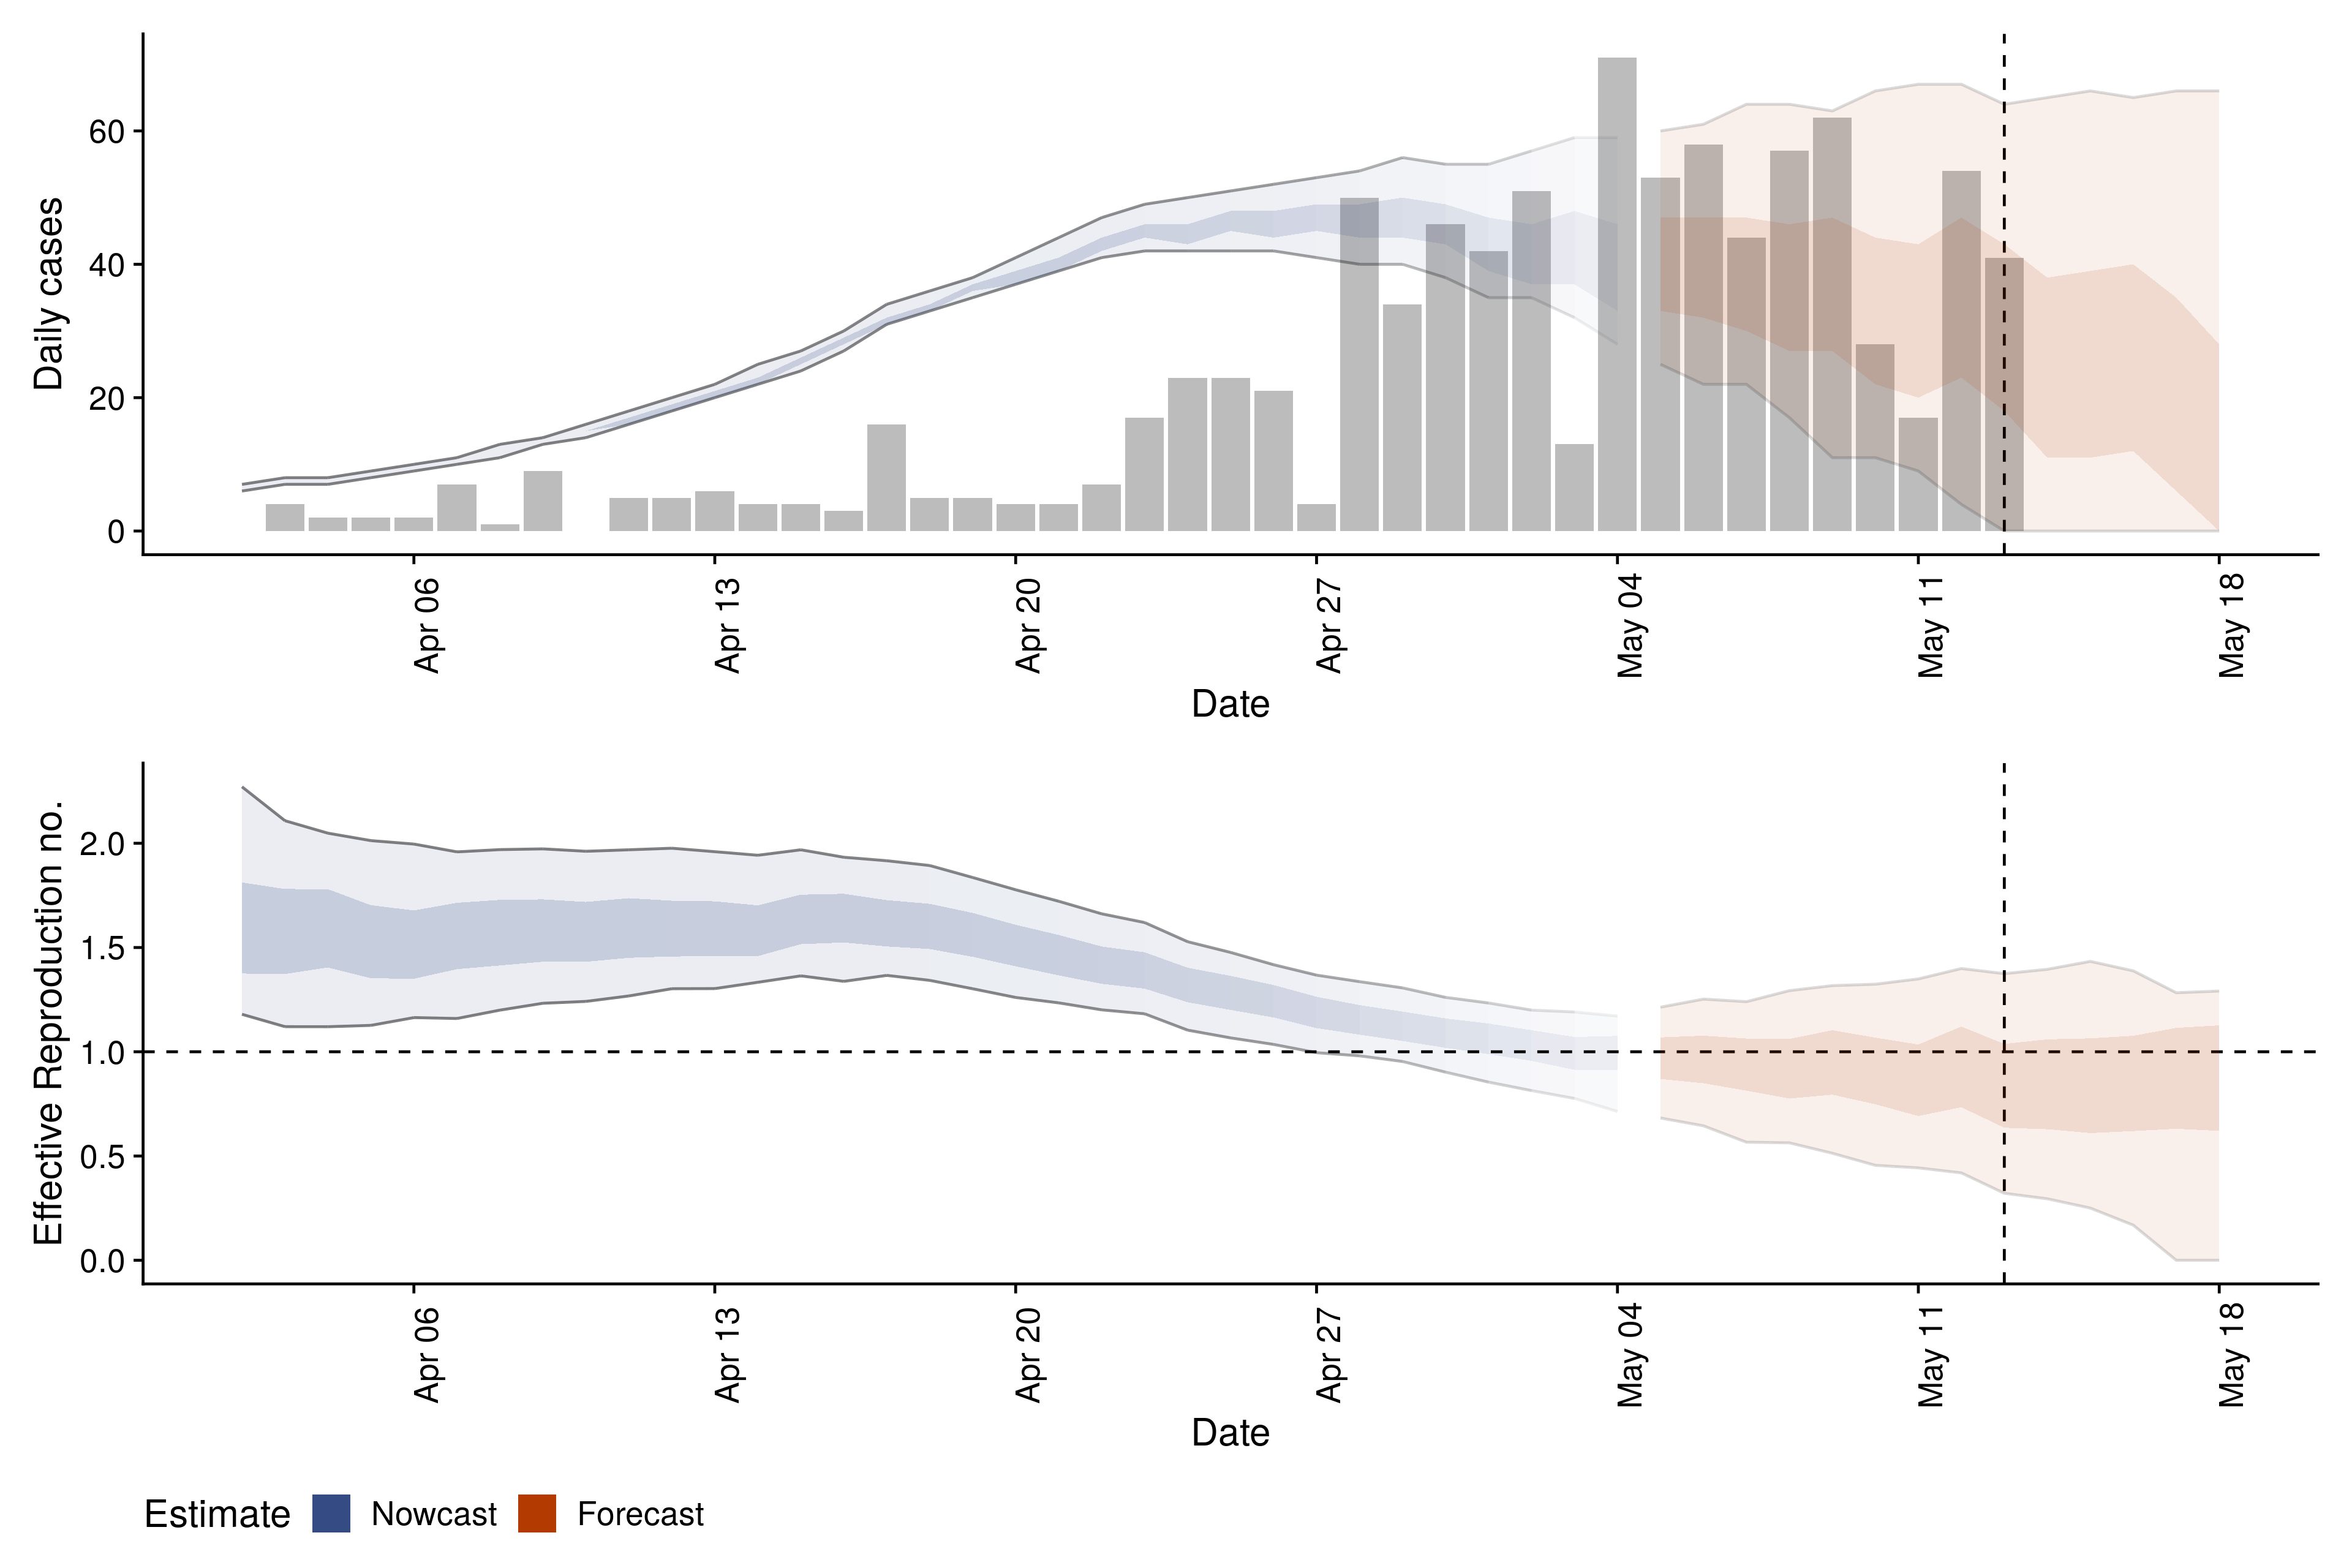 Daily cases
60
40
20
0
Apr 06
Apr 13
Apr 20
Apr 27
May 04
May 11
May 18
Date
Effective Reproduction no.
2.0
1.5
1.0
0.5
0.0
Apr 06
Apr 13
Apr 20
Apr 27
May 04
May 11
May 18
Date
Estimate Nowcast Forecast